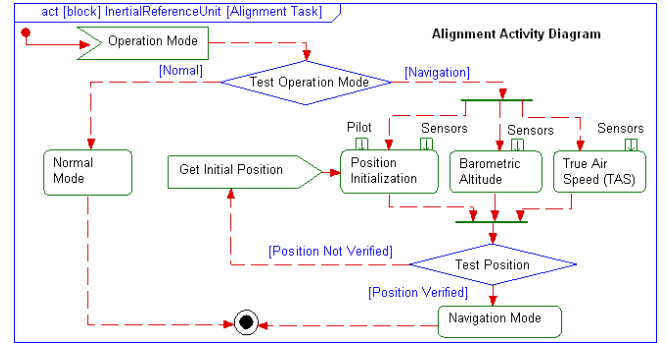 act [block] InertialReferenceUnit [Alignment Task]
Alignment Activity Diagram
Operation Mode
[Nomal]
Test Operation Mode
[Navigation]
Pilot
Sensors
Sensors
Sensors
Normal
Mode
Get Initial Position
Position
Initialization
Barometric
Altitude
True Air
Speed (TAS)
[Position Not Verified]
Test Position
[Position Verified]
Navigation Mode